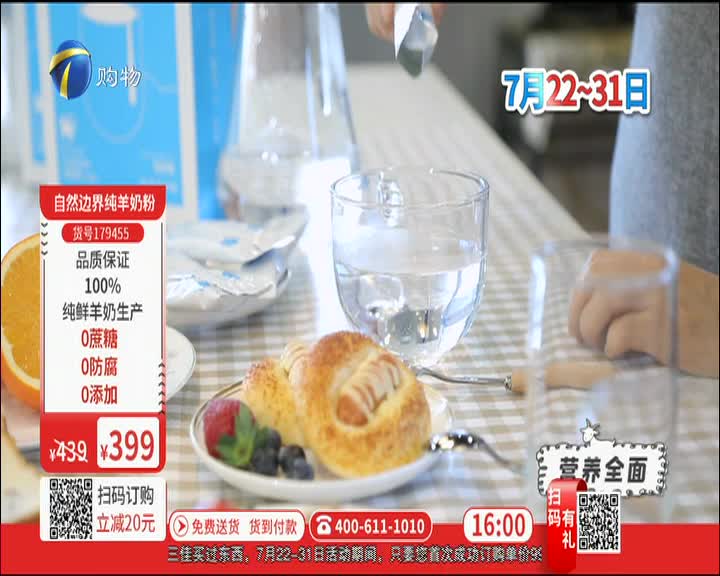 购物
7月22~31日
自然边界纯羊奶粉
货号179455
品质保证
100%
纯鲜羊奶生产
0蔗糖
0防腐
0添加
¥439 ¥399
营养全面
扫码订购
立减20元
免费送货 货到付款
400-611-1010
16:00
扫码有礼
三佳买过东西，7月22-31日活动期间，只要您首次成功订购单价99